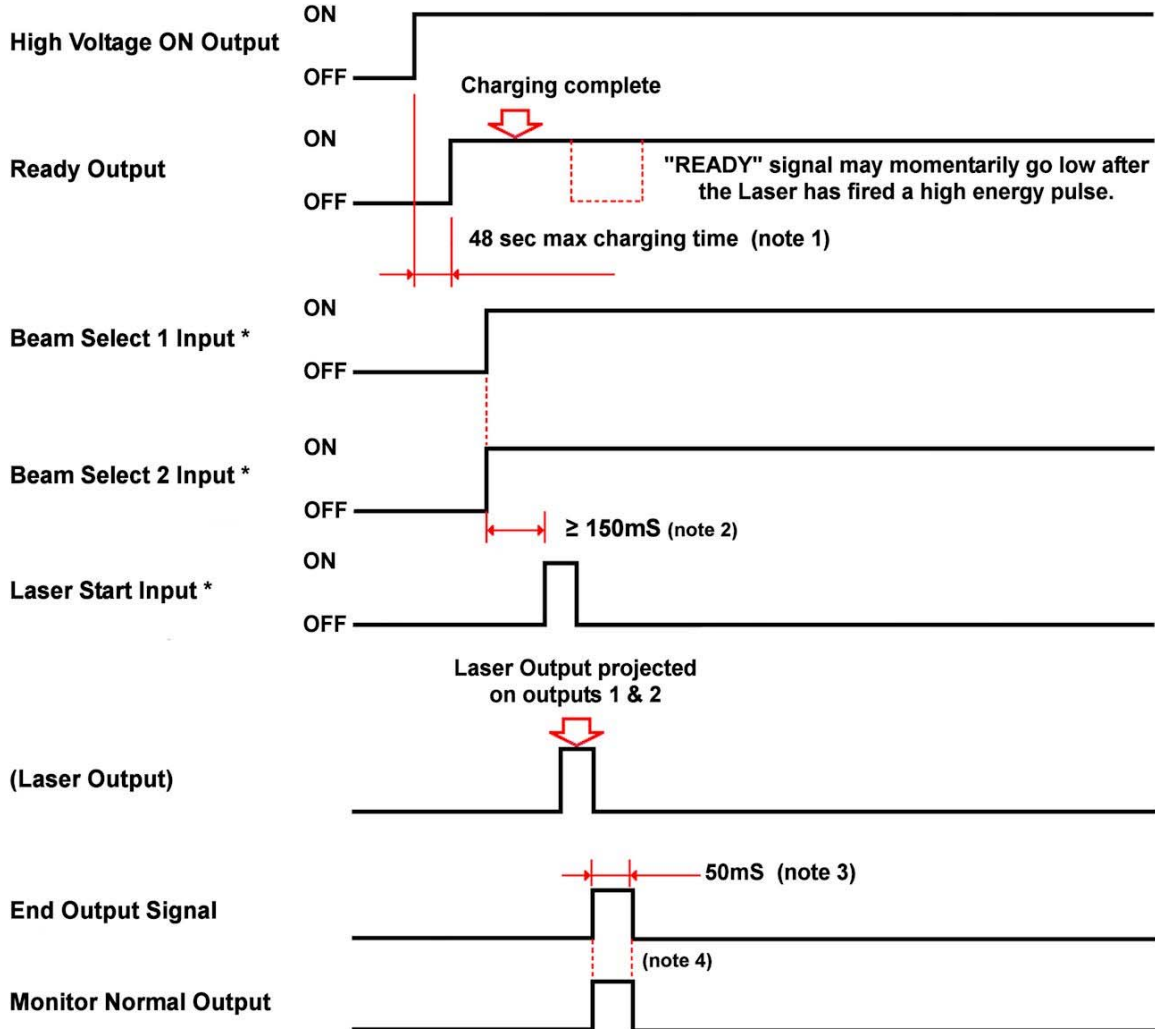 ON
High Voltage ON Output
OFF
Charging complete
ON
Ready Output
"READY" signal may momentarily go low after
the Laser has fired a high energy pulse.
OFF
48 sec max charging time (note 1)
ON
Beam Select 1 Input *
OFF
ON
Beam Select 2 Input *
OFF
≥ 150mS (note 2)
ON
Laser Start Input *
OFF
Laser Output projected
on outputs 1 & 2
(Laser Output)
50mS (note 3)
End Output Signal
(note 4)
Monitor Normal Output